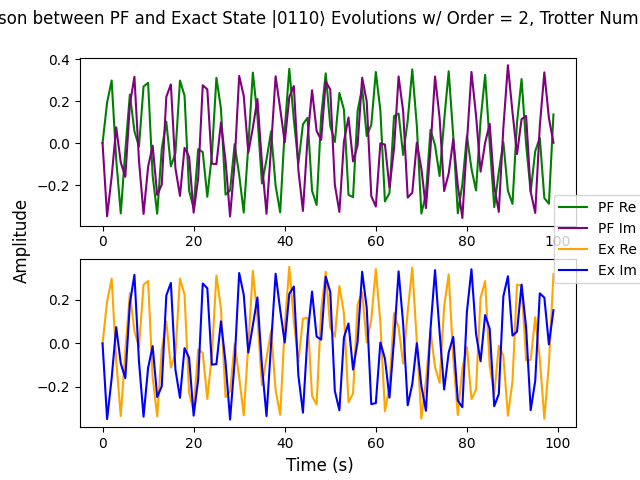 son between PF and Exact State |0110⟩ Evolutions w/ Order = 2, Trotter Num
Amplitude
0.4
0.2
0.0
−0.2
0 20 40 60 80 100
PF Re
PF Im
Ex Re
Ex Im
0.2
0.0
−0.2
0 20 40 60 80 100
Time (s)